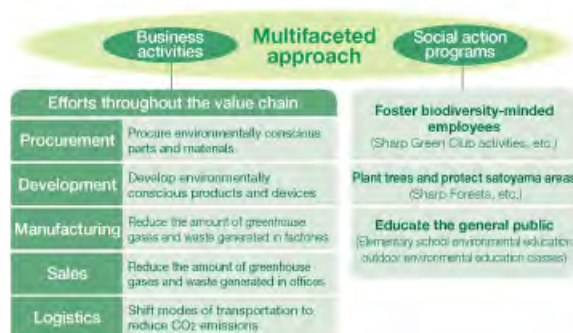 Business
activities
Multifaceted
approach
Social action
programs
Efforts throughout the value chain
Procurement
Procure environmentally conscious
parts and materials
Development
Develop environmentally
conscious products and devices
Manufacturing
Reduce the amount of greenhouse
gases and waste generated in factories
Sales
Reduce the amount of greenhouse
gases and waste generated in offices
Logistics
Shift modes of transportation to
reduce CO2 emissions
Foster biodiversity-minded
employees
(Sharp Green Club activities, etc.)
Plant trees and protect satoyama areas
(Sharp Forests, etc.)
Educate the general public
(Elementary school environmental education,
outdoor environmental education classes)